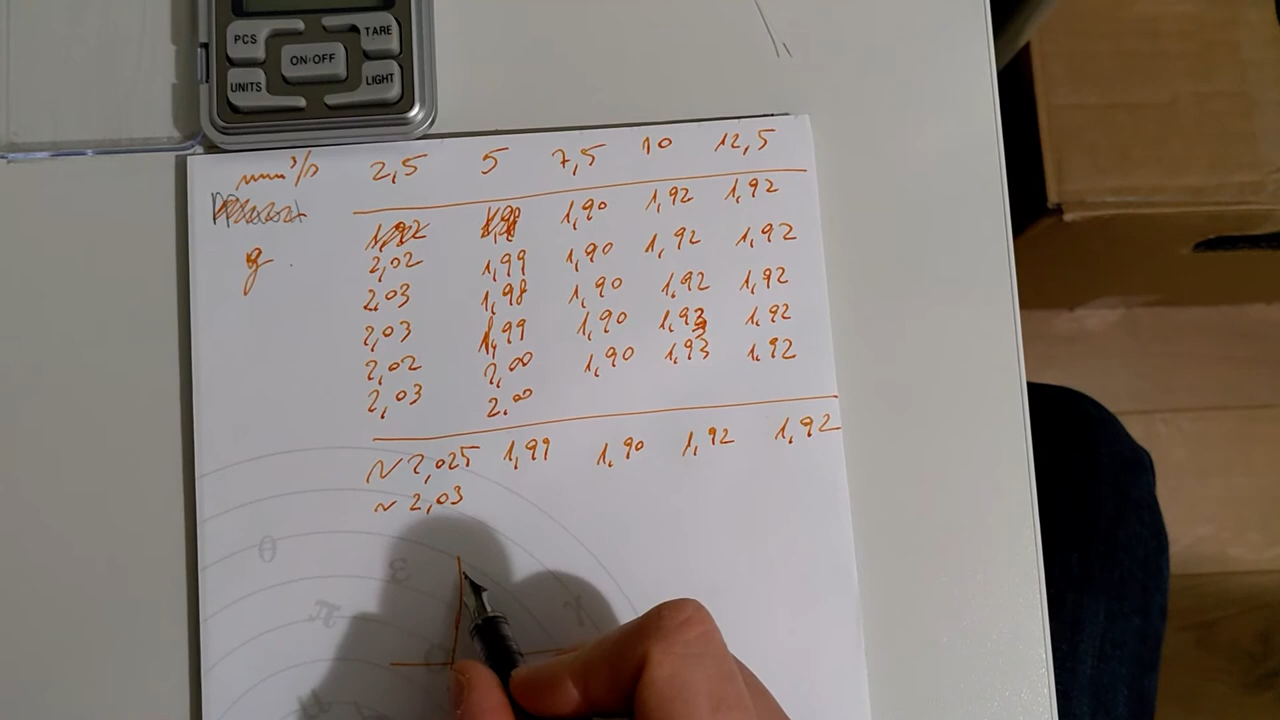 PCS TARE
ON·OFF
UNITS LIGHT
mm³/s 2,5 5 7,5 10 12,5
1,90 1,92 1,92
g 2,02 1,99 1,90 1,92 1,92
2,03 1,98 1,90 1,92 1,92
2,03 1,99 1,90 1,93 1,92
2,02 2,00 1,90 1,93 1,92
2,03 2,00
~ 2,025 1,99 1,90 1,92 1,92
~ 2,03
θ
ε
π
χ
μ